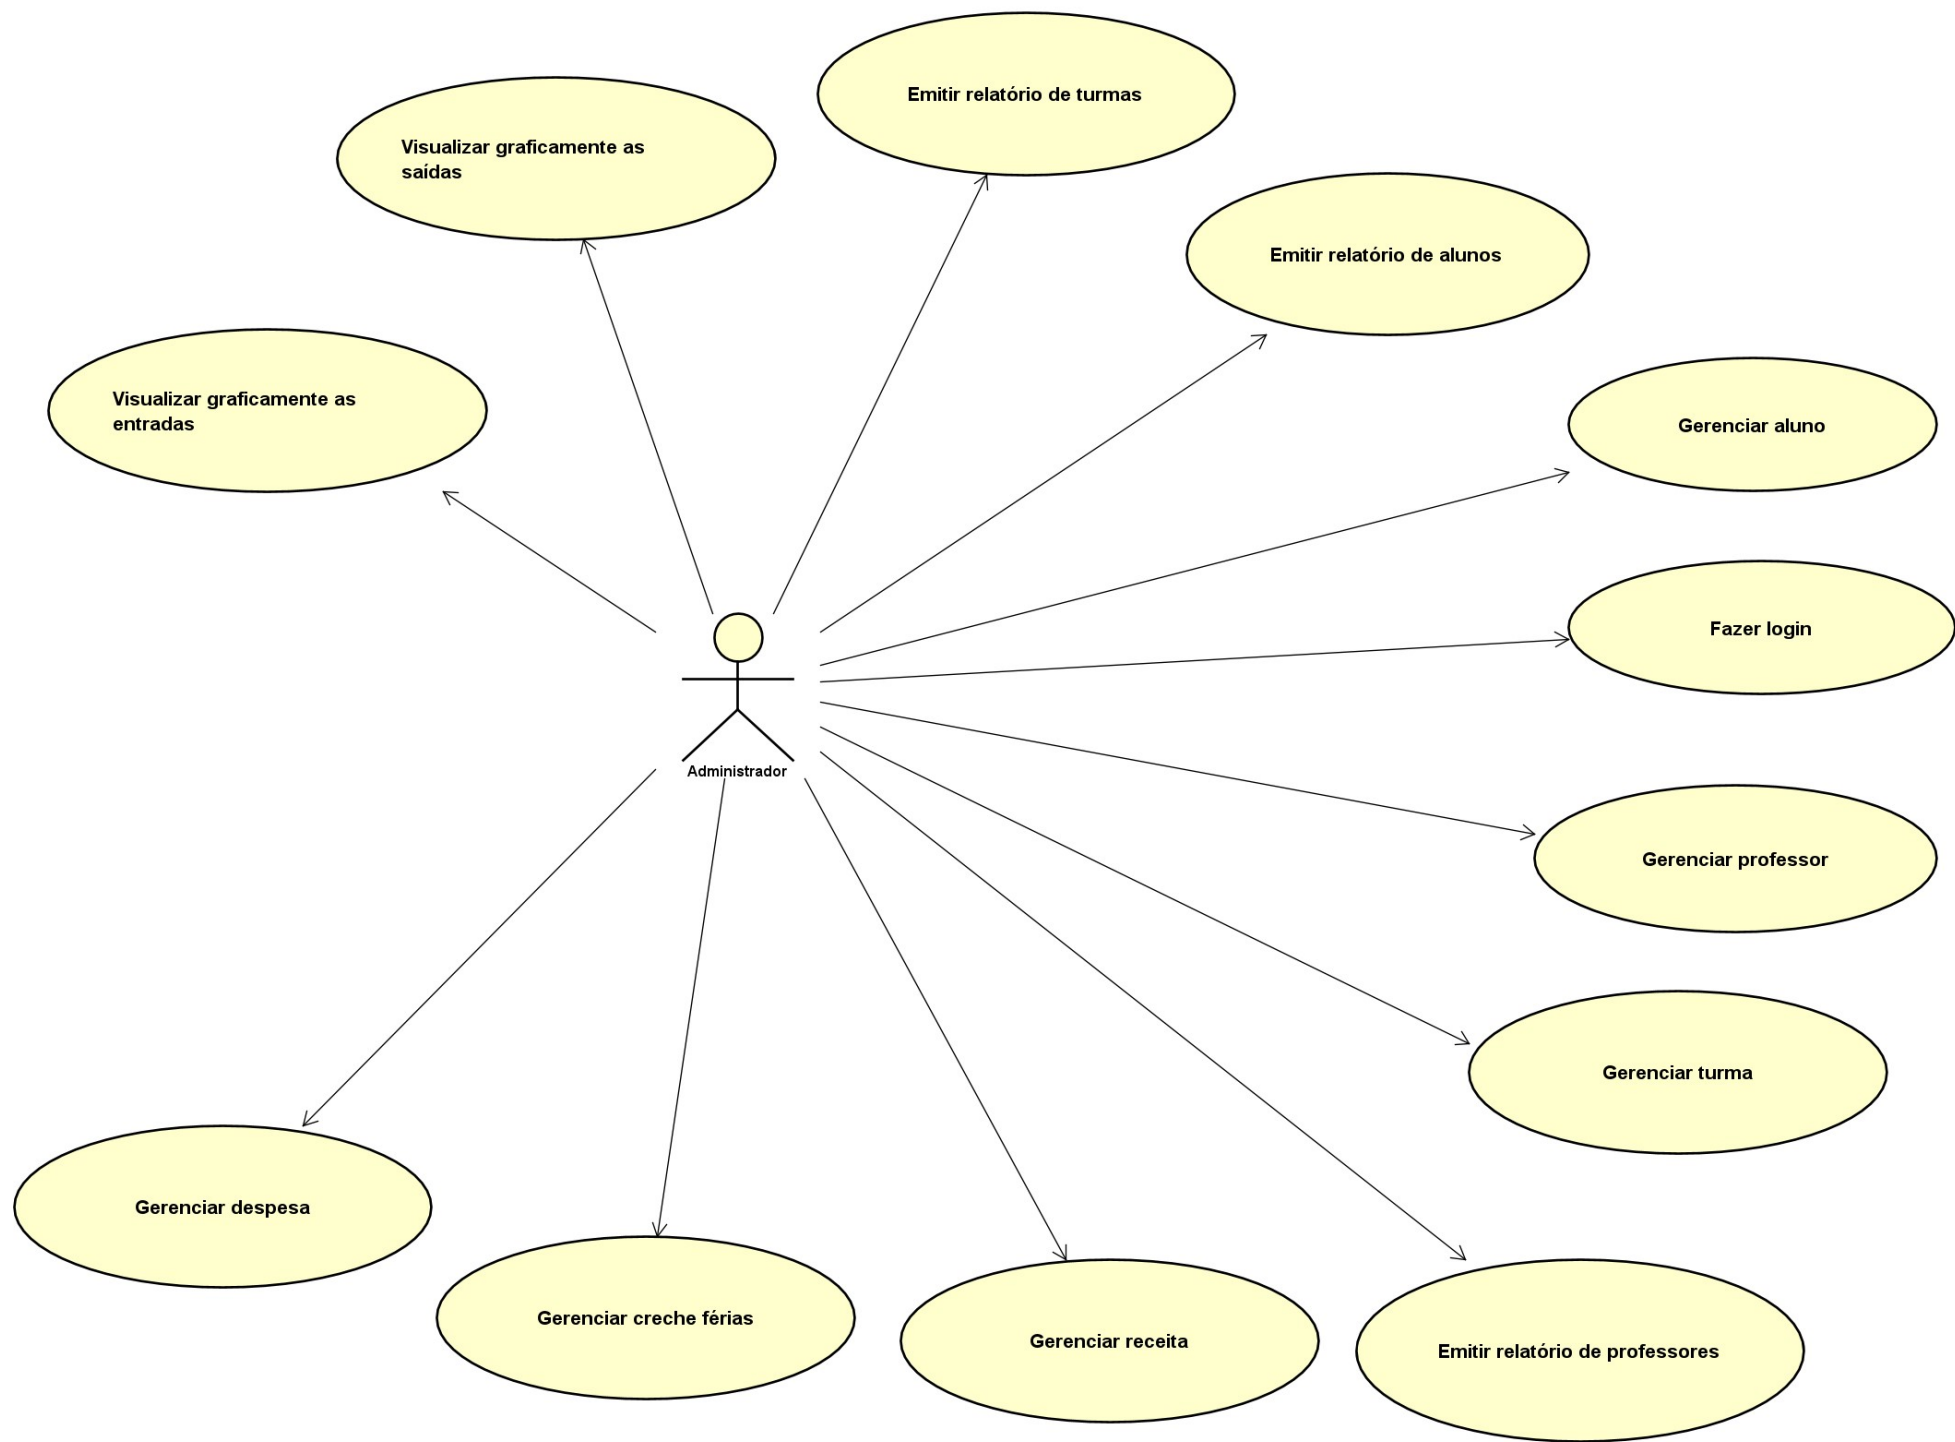 Emitir relatório de turmas
Visualizar graficamente as
saídas
Emitir relatório de alunos
Visualizar graficamente as
entradas
Gerenciar aluno
Fazer login
Administrador
Gerenciar professor
Gerenciar turma
Gerenciar despesa
Gerenciar creche férias
Gerenciar receita
Emitir relatório de professores